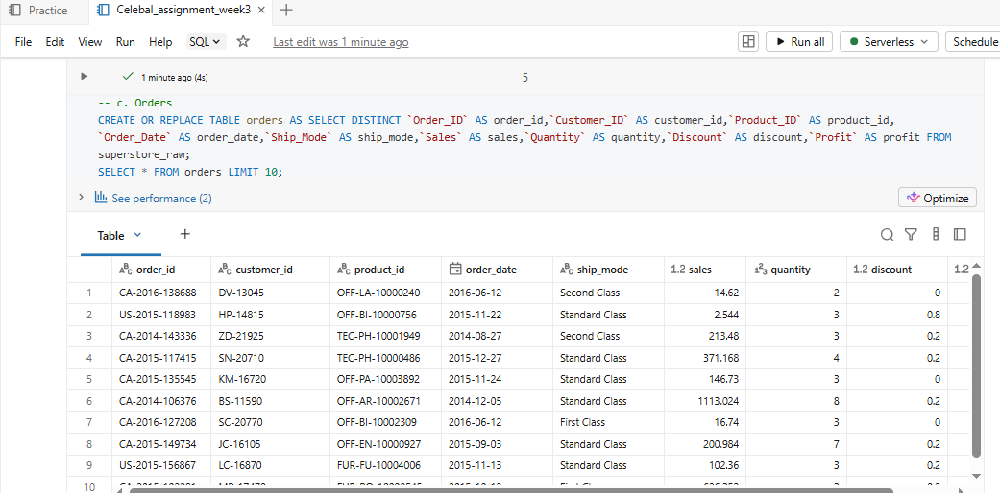 Practice
Celebal_assignment_week3
File Edit View Run Help SQL Last edit was 1 minute ago Run all Serverless Schedule
1 minute ago (4s) 5
-- c. Orders
CREATE OR REPLACE TABLE orders AS SELECT DISTINCT `Order_ID` AS order_id,`Customer_ID` AS customer_id,`Product_ID` AS product_id,
`Order_Date` AS order_date,`Ship_Mode` AS ship_mode,`Sales` AS sales,`Quantity` AS quantity,`Discount` AS discount,`Profit` AS profit FROM
superstore_raw;
SELECT * FROM orders LIMIT 10;
See performance (2) Optimize
Table
order_id customer_id product_id order_date ship_mode 1.2 sales quantity 1.2 discount 1.2
1 CA-2016-138688 DV-13045 OFF-LA-10000240 2016-06-12 Second Class 14.62 2 0
2 US-2015-118983 HP-14815 OFF-BI-10000756 2015-11-22 Standard Class 2.544 3 0.8
3 CA-2014-143336 ZD-21925 TEC-PH-10001949 2014-08-27 Second Class 213.48 3 0.2
4 CA-2015-117415 SN-20710 TEC-PH-10000486 2015-12-27 Standard Class 371.168 4 0.2
5 CA-2015-135545 KM-16720 OFF-PA-10003892 2015-11-24 Standard Class 146.73 3 0
6 CA-2014-106376 BS-11590 OFF-AR-10002671 2014-12-05 Standard Class 1113.024 8 0.2
7 CA-2016-127208 SC-20770 OFF-BI-10002309 2016-06-12 First Class 16.74 3 0
8 CA-2015-149734 JC-16105 OFF-EN-10000927 2015-09-03 Standard Class 200.984 7 0.2
9 US-2015-156867 LC-16870 FUR-FU-10004006 2015-11-13 Standard Class 102.36 3 0.2
10